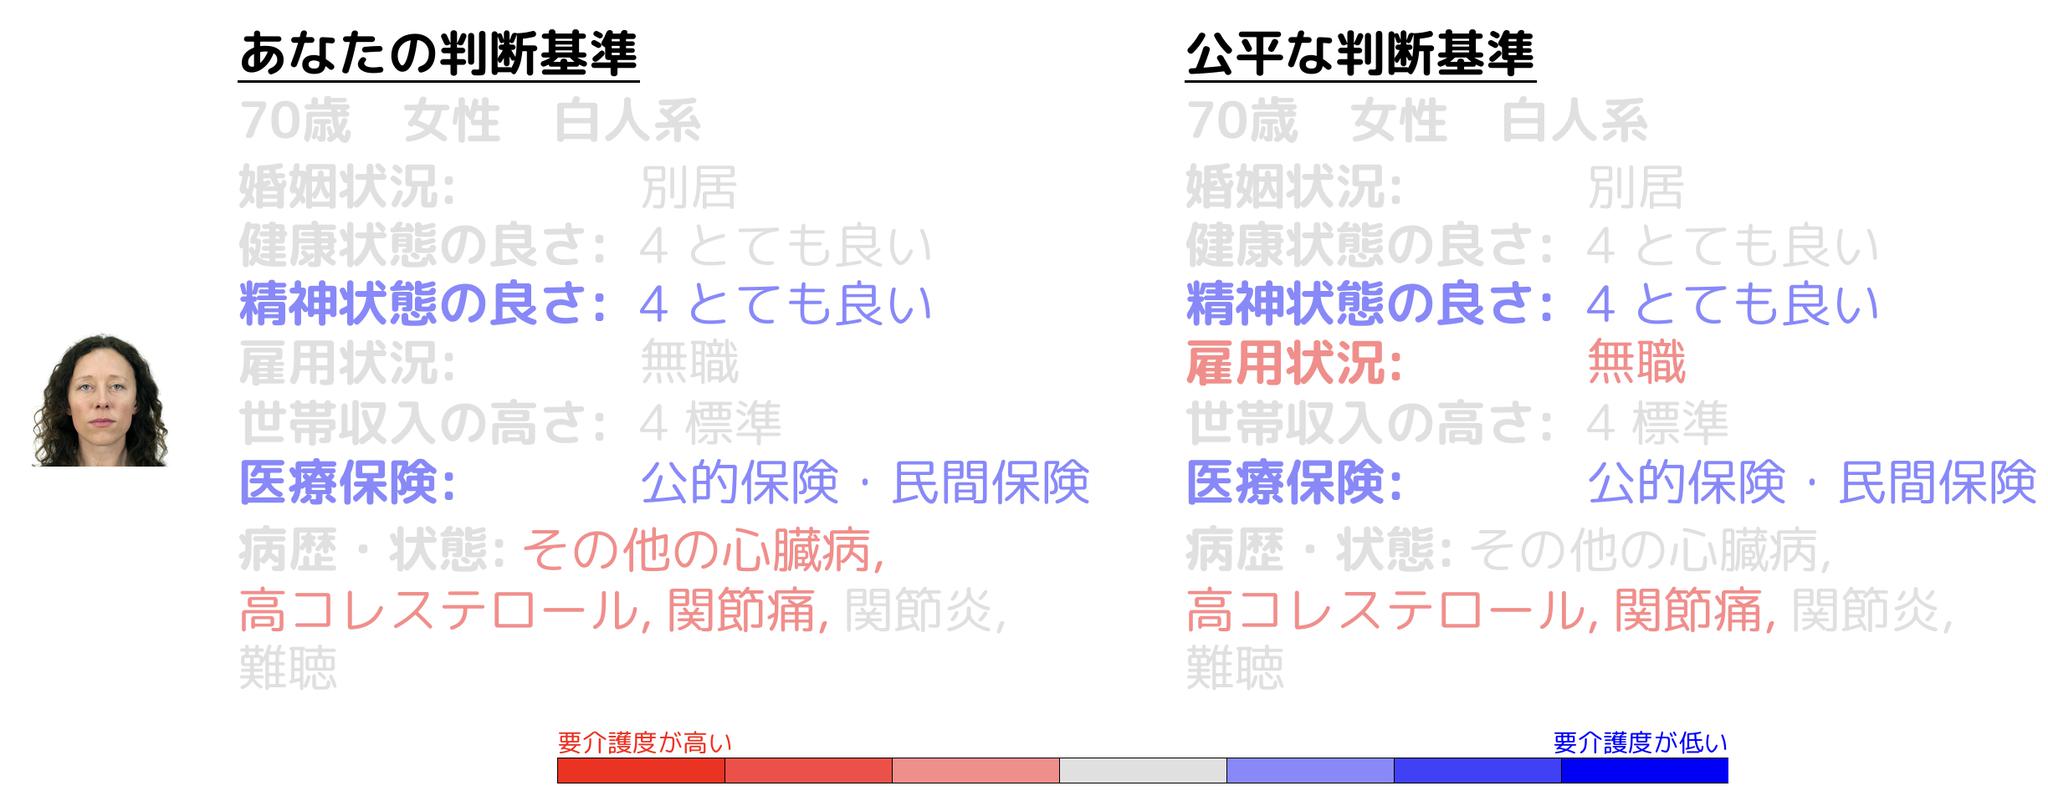 あなたの判断基準
70歳　女性　白人系
婚姻状況: 別居
健康状態の良さ: 4 とても良い
精神状態の良さ: 4 とても良い
雇用状況: 無職
世帯収入の高さ: 4 標準
医療保険: 公的保険・民間保険
病歴・状態: その他の心臓病,
高コレステロール, 関節痛, 関節炎,
難聴
公平な判断基準
70歳　女性　白人系
婚姻状況: 別居
健康状態の良さ: 4 とても良い
精神状態の良さ: 4 とても良い
雇用状況: 無職
世帯収入の高さ: 4 標準
医療保険: 公的保険・民間保険
病歴・状態: その他の心臓病,
高コレステロール, 関節痛, 関節炎,
難聴
要介護度が高い
要介護度が低い